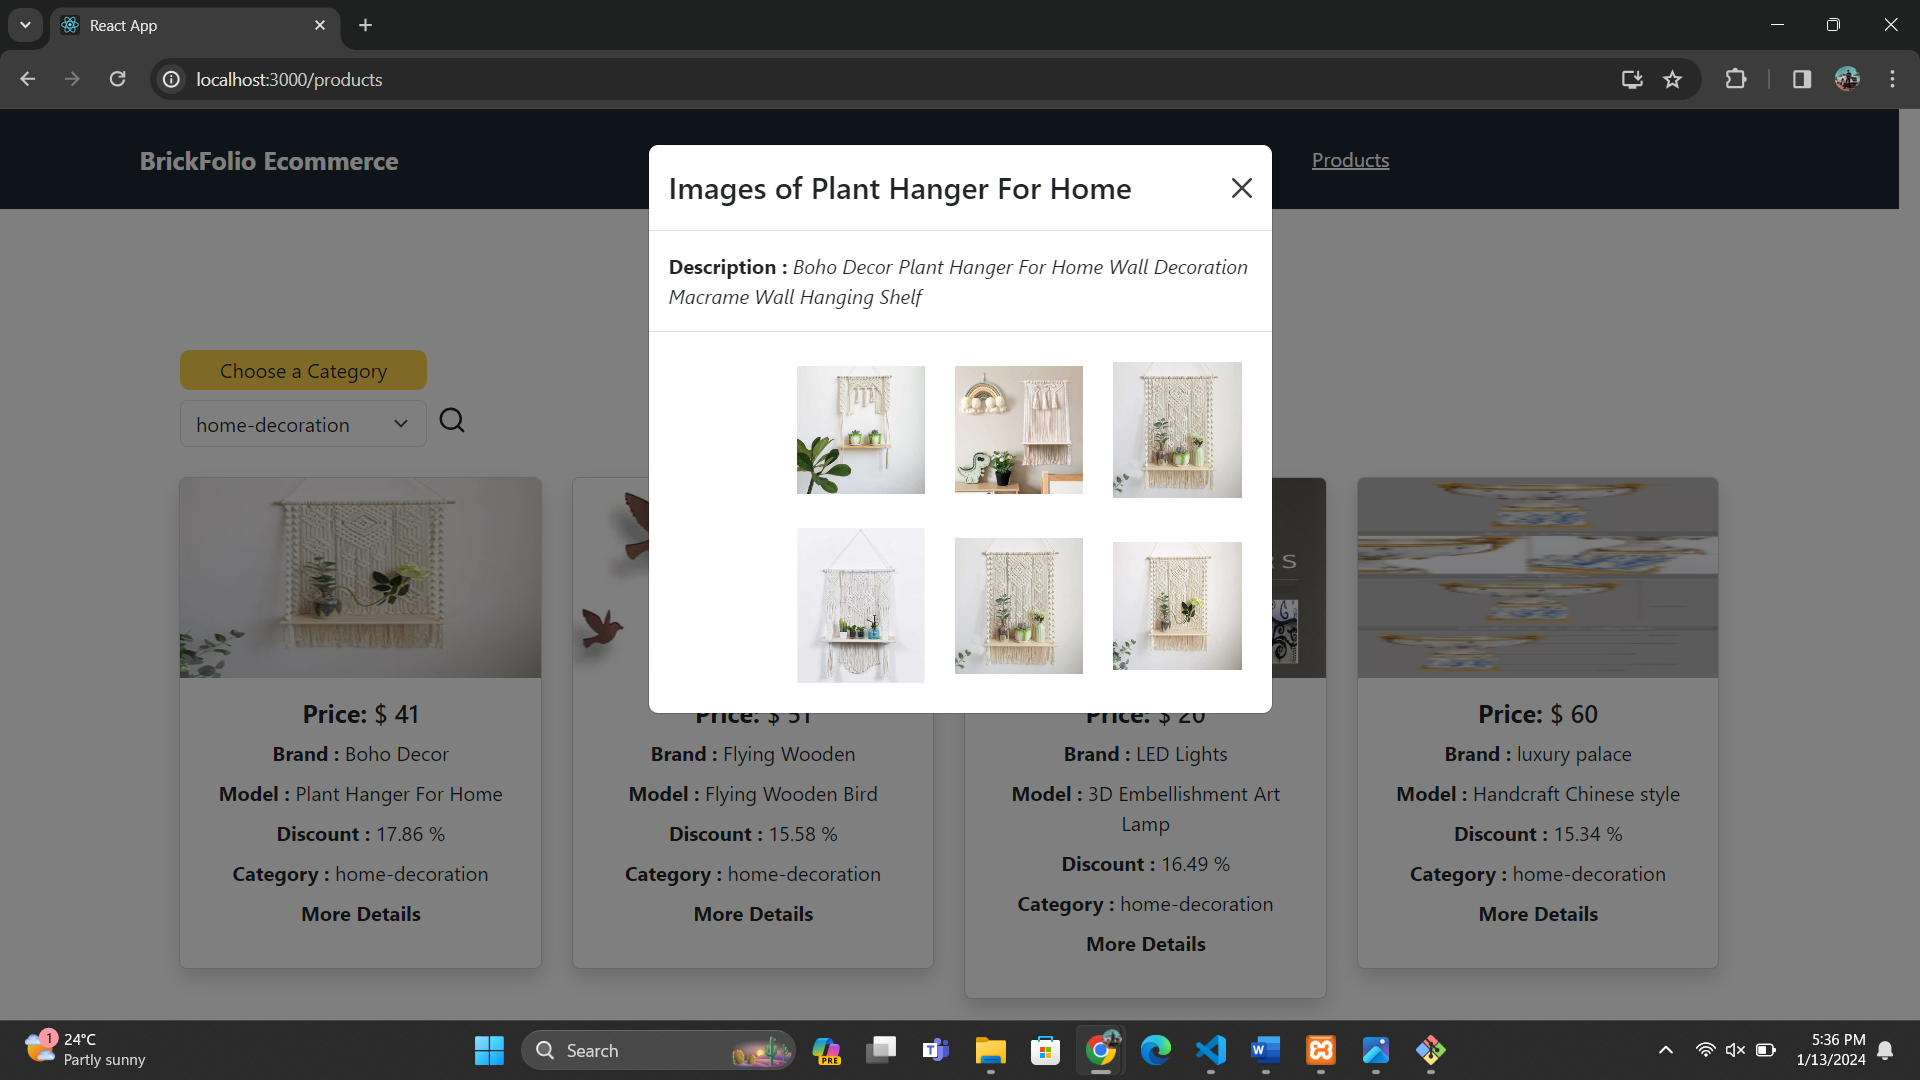 React App
localhost:3000/products
BrickFolio Ecommerce
Products
Images of Plant Hanger For Home
Description : Boho Decor Plant Hanger For Home Wall Decoration
Macrame Wall Hanging Shelf
Choose a Category
home-decoration
RS
Price: $ 41
Brand : Boho Decor
Model : Plant Hanger For Home
Discount : 17.86 %
Category : home-decoration
More Details
Price: $ 51
Brand : Flying Wooden
Model : Flying Wooden Bird
Discount : 15.58 %
Category : home-decoration
More Details
Price: $ 20
Brand : LED Lights
Model : 3D Embellishment Art
Lamp
Discount : 16.49 %
Category : home-decoration
More Details
Price: $ 60
Brand : luxury palace
Model : Handcraft Chinese style
Discount : 15.34 %
Category : home-decoration
More Details
1
24°C
Partly sunny
Search
PRE
T
W
5:36 PM
1/13/2024